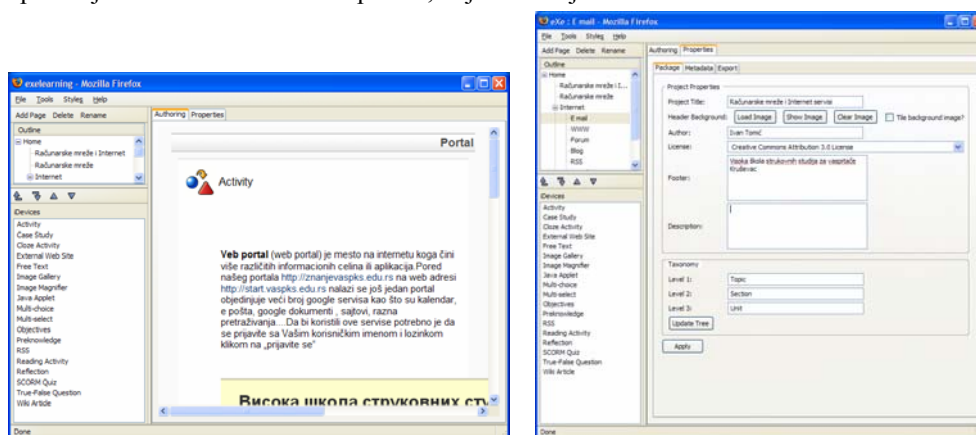 exelearning - Mozilla Firefox
File Tools Styles Help
Add Page Delete Rename
Outline
Home
Računarske mreže i Internet
Računarske mreže
Internet
iDevices
Activity
Case Study
Cloze Activity
External Web Site
Free Text
Image Gallery
Image Magnifier
Java Applet
Multi-choice
Multi-select
Objectives
Preknowledge
RSS
Reading Activity
Reflection
SCORM Quiz
True-False Question
Wiki Article
Done
Authoring Properties
Portal
Activity
Veb portal (web portal) je mesto na internetu koga čini
više različitih informacionih celina ili aplikacija.Pored
našeg portala http://znanjevaspks.edu.rs na web adresi
http://start.vaspks.edu.rs nalazi se još jedan portal
objedinjuje veći broj google servisa kao što su kalendar,
e pošta, google dokumenti , sajtovi, razna
pretraživanja....Da bi koristili ove servise potrebno je da
se prijavite sa Vašim korisničkim imenom i lozinkom
klikom na „prijavite se”
Висока школа струковних сту
eXe : E mail - Mozilla Firefox
File Tools Styles Help
Add Page Delete Rename
Outline
Home
Računarske mreže i I...
Računarske mreže
Internet
E mail
WWW
Forum
Blog
RSS
iDevices
Activity
Case Study
Cloze Activity
External Web Site
Free Text
Image Gallery
Image Magnifier
Java Applet
Multi-choice
Multi-select
Objectives
Preknowledge
RSS
Reading Activity
Reflection
SCORM Quiz
True-False Question
Wiki Article
Done
Authoring Properties
Package Metadata Export
Project Properties
Project Title: Računarske mreže i Internet servisi
Header Background: Load Image Show Image Clear Image Tile background image?
Author: Ivan Tomić
License: Creative Commons Attribution 3.0 License
Footer: škola strukovnih studija za
Description:
Taxonomy
Level 1: Topic
Level 2: Section
Level 3: Unit
Update Tree
Apply